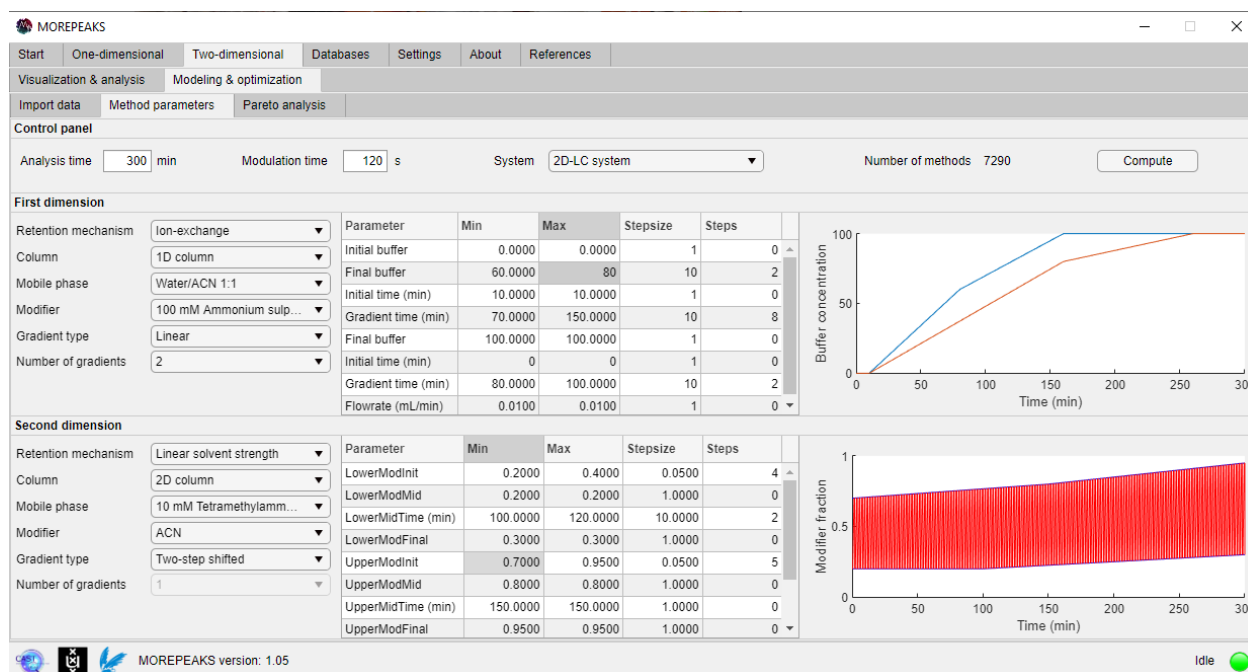 MOREPEAKS
Start One-dimensional Two-dimensional Databases Settings About References
Visualization & analysis Modeling & optimization
Import data Method parameters Pareto analysis
Control panel
Analysis time 300 min Modulation time 120 s System 2D-LC system Number of methods 7290 Compute
First dimension
Retention mechanism Ion-exchange
Column 1D column
Mobile phase Water/ACN 1:1
Modifier 100 mM Ammonium sulp...
Gradient type Linear
Number of gradients 2
Parameter Min Max Stepsize Steps
Initial buffer 0.0000 0.0000 1 0
Final buffer 60.0000 80 10 2
Initial time (min) 10.0000 10.0000 1 0
Gradient time (min) 70.0000 150.0000 10 8
Final buffer 100.0000 100.0000 1 0
Initial time (min) 0 0 1 0
Gradient time (min) 80.0000 100.0000 10 2
Flowrate (mL/min) 0.0100 0.0100 1 0
Buffer concentration
100
50
0
0 50 100 150 200 250 30
Time (min)
Second dimension
Retention mechanism Linear solvent strength
Column 2D column
Mobile phase 10 mM Tetramethylamm...
Modifier ACN
Gradient type Two-step shifted
Number of gradients 1
Parameter Min Max Stepsize Steps
LowerModInit 0.2000 0.4000 0.0500 4
LowerModMid 0.2000 0.2000 1.0000 0
LowerMidTime (min) 100.0000 120.0000 10.0000 2
LowerModFinal 0.3000 0.3000 1.0000 0
UpperModInit 0.7000 0.9500 0.0500 5
UpperModMid 0.8000 0.8000 1.0000 0
UpperMidTime (min) 150.0000 150.0000 1.0000 0
UpperModFinal 0.9500 0.9500 1.0000 0
Modifier fraction
1
0.5
0
0 50 100 150 200 250 30
Time (min)
MOREPEAKS version: 1.05 Idle